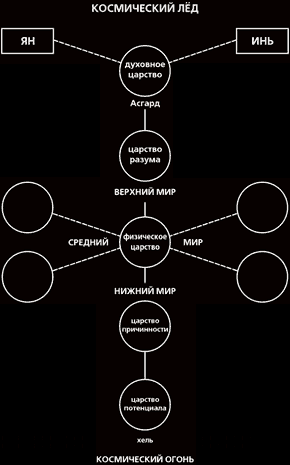 КОСМИЧЕСКИЙ ЛЁД
ЯН
ИНЬ
духовное
царство
Асгард
царство
разума
ВЕРХНИЙ МИР
СРЕДНИЙ
физическое
царство
МИР
НИЖНИЙ МИР
царство
причинности
царство
потенциала
хель
КОСМИЧЕСКИЙ ОГОНЬ